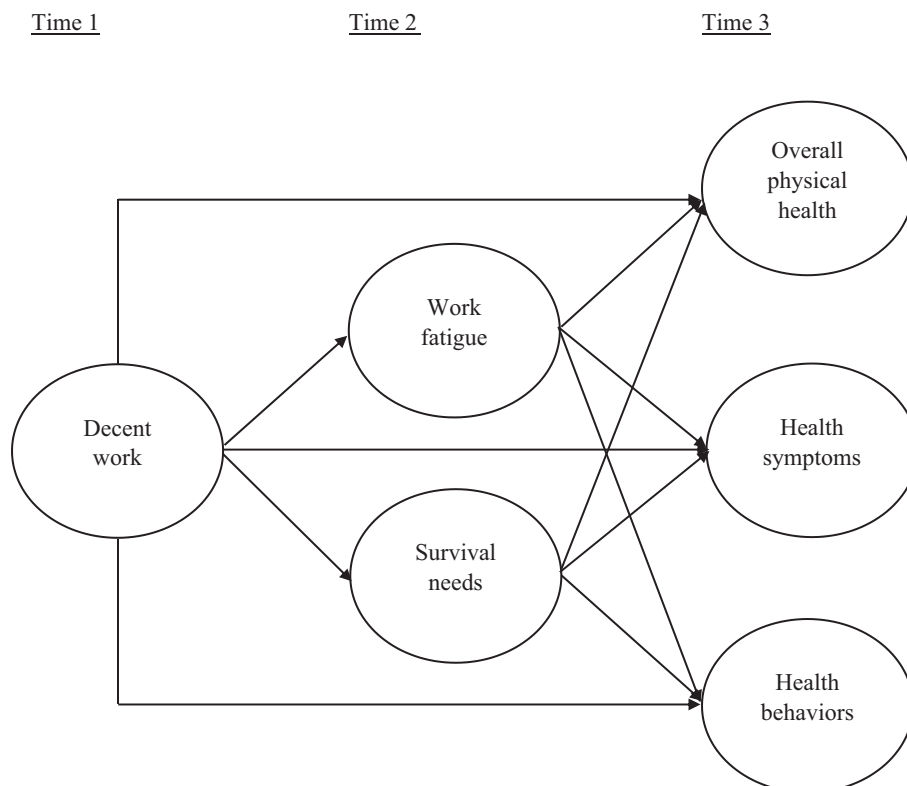 Time 1
Time 2
Time 3
Overall
physical
health
Work
fatigue
Decent
work
Health
symptoms
Survival
needs
Health
behaviors